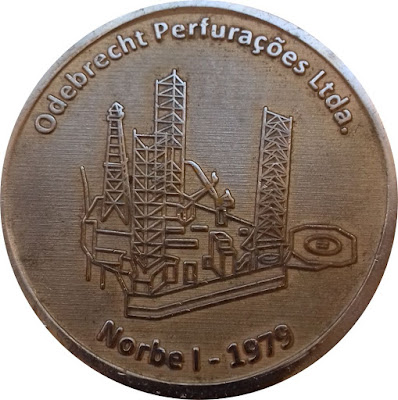 Odebrecht Perfurações Ltda.
Norbe I - 1979